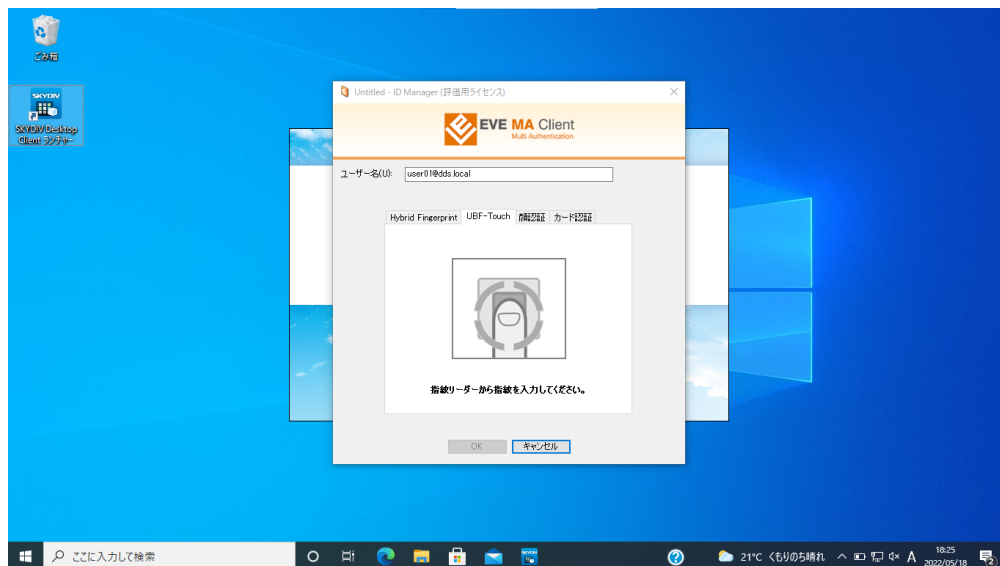 ごみ箱
SKYDIV
SKYDIV Desktop
Client ランチャー
Untitled - ID Manager (評価用ライセンス)
EVE MA Client
Multi Authentication
ユーザー名(U):
user01@dds.local
Hybrid Fingerprint
UBF-Touch
顔認証
カード認証
指紋リーダーから指紋を入力してください。
OK
キャンセル
ここに入力して検索
SKYDIV
21°C くもりのち晴れ
A
18:25
2022/05/18
2